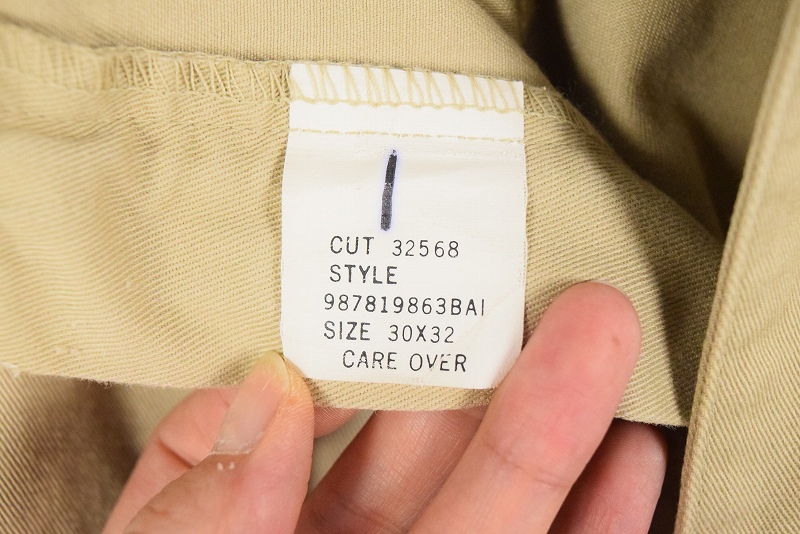 CUT 32568
STYLE
987819863BAI
SIZE 30X32
CARE OVER